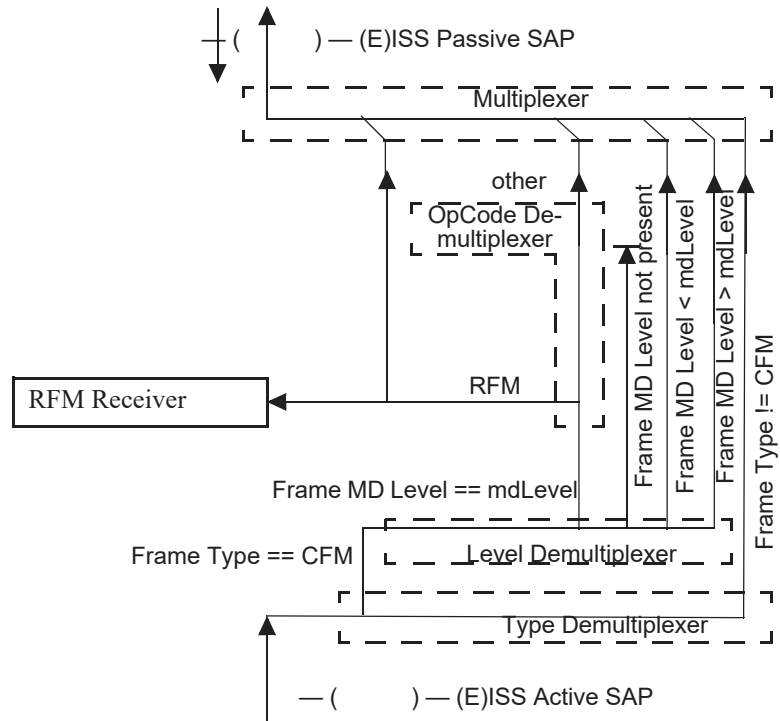 — ( ) — (E)ISS Passive SAP
Multiplexer
other
OpCode De-
multiplexer
Frame MD Level not present
Frame MD Level < mdLevel
Frame MD Level > mdLevel
Frame Type != CFM
RFM
RFM Receiver
Frame MD Level == mdLevel
Frame Type == CFM
Level Demultiplexer
Type Demultiplexer
— ( ) — (E)ISS Active SAP